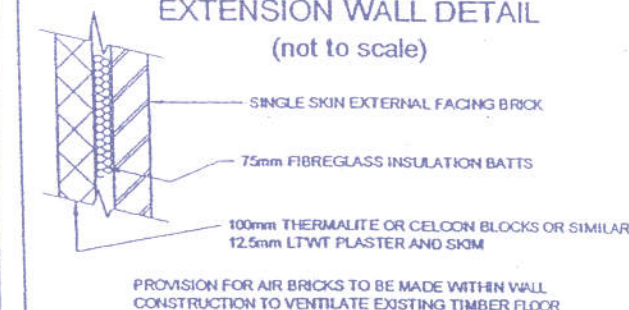 EXTENSION WALL DETAIL
(not to scale)
SINGLE SKIN EXTERNAL FACING BRICK
75mm FIBREGLASS INSULATION BATTS
100mm THERMALITE OR CELCON BLOCKS OR SIMILAR
12.5mm LTWT PLASTER AND SKIM
PROVISION FOR AIR BRICKS TO BE MADE WITHIN WALL
CONSTRUCTION TO VENTILATE EXISTING TIMBER FLOOR